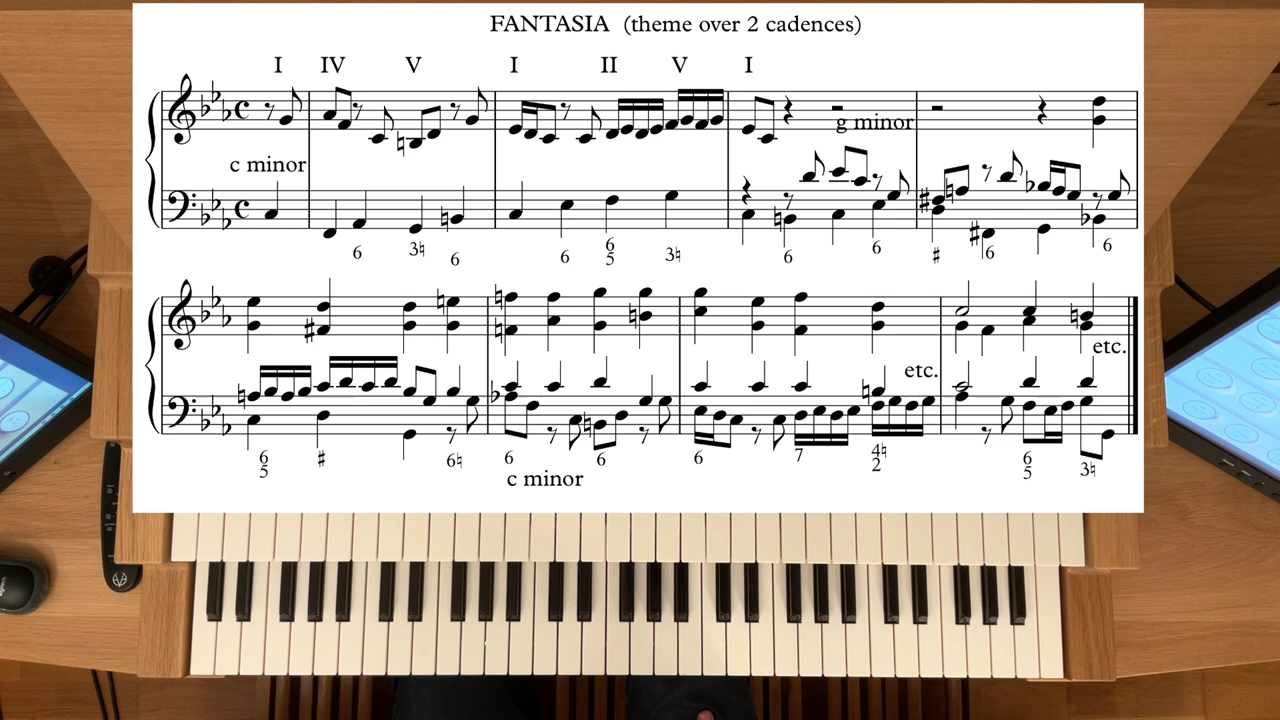 FANTASIA (theme over 2 cadences)
I IV V I II V I
g minor
c minor
6 3♮ 6 6 6 5 3♮ 6 6 # 6 6
etc.
etc.
6 5 # 6♮ 6 6 6 7 4♮ 2 6 5 3♮
c minor